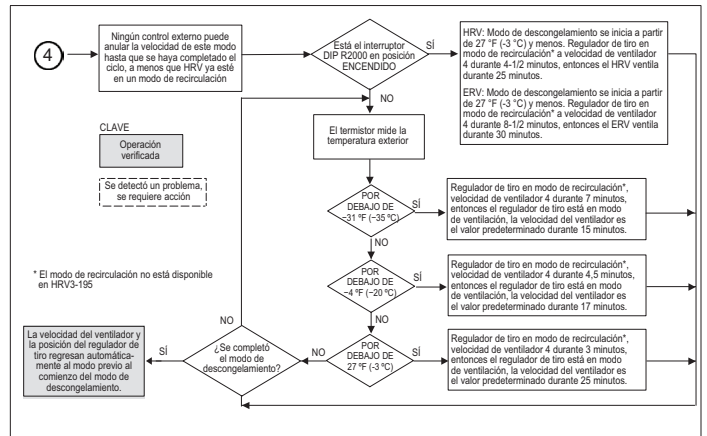 4
Ningún control externo puede
anular la velocidad de este modo
hasta que se haya completado el
ciclo, a menos que HRV ya esté
en un modo de recirculación
Está el interruptor
DIP R2000 en posición
ENCENDIDO
SÍ
HRV: Modo de descongelamiento se inicia a partir
de 27 °F (-3 °C) y menos. Regulador de tiro en
modo de recirculación* a velocidad de ventilador
4 durante 4-1/2 minutos, entonces el HRV ventila
durante 25 minutos.
ERV: Modo de descongelamiento se inicia a partir
de 27 °F (-3 °C) y menos. Regulador de tiro en
modo de recirculación* a velocidad de ventilador
4 durante 8-1/2 minutos, entonces el ERV ventila
durante 30 minutos.
NO
CLAVE
Operación
verificada
Se detectó un problema,
se requiere acción
El termistor mide la
temperatura exterior
POR
DEBAJO DE
−31 ºF (−35 ºC)
SÍ
Regulador de tiro en modo de recirculación*,
velocidad de ventilador 4 durante 7 minutos,
entonces el regulador de tiro está en modo
de ventilación, la velocidad del ventilador es
el valor predeterminado durante 15 minutos.
NO
* El modo de recirculación no está disponible
en HRV3-195
POR
DEBAJO DE
−4 ºF (−20 ºC)
SÍ
Regulador de tiro en modo de recirculación*,
velocidad de ventilador 4 durante 4,5 minutos,
entonces el regulador de tiro está en modo
de ventilación, la velocidad del ventilador es
el valor predeterminado durante 17 minutos.
NO
POR
DEBAJO DE
27 ºF (-3 ºC)
SÍ
Regulador de tiro en modo de recirculación*,
velocidad de ventilador 4 durante 3 minutos,
entonces el regulador de tiro está en modo
de ventilación, la velocidad del ventilador es
el valor predeterminado durante 25 minutos.
NO
¿Se completó
el modo de
descongelamiento?
NO
SÍ
La velocidad del ventilador y
la posición del regulador de
tiro regresan automática-
mente al modo previo al
comienzo del modo de
descongelamiento.